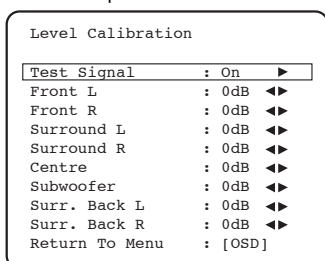 Level Calibration
Test Signal : On ▶
Front L : 0dB ◀▶
Front R : 0dB ◀▶
Surround L : 0dB ◀▶
Surround R : 0dB ◀▶
Centre : 0dB ◀▶
Subwoofer : 0dB ◀▶
Surr. Back L : 0dB ◀▶
Surr. Back R : 0dB ◀▶
Return To Menu : [OSD]